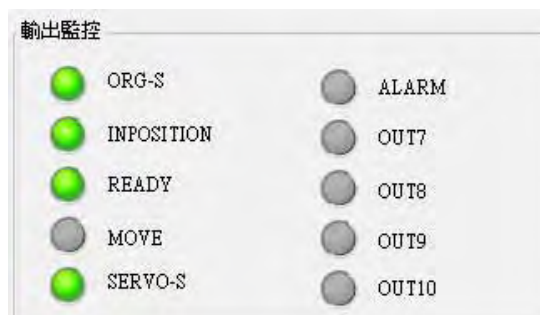 輸出監控
ORG-S
INPOSITION
READY
MOVE
SERVO-S
ALARM
OUT7
OUT8
OUT9
OUT10